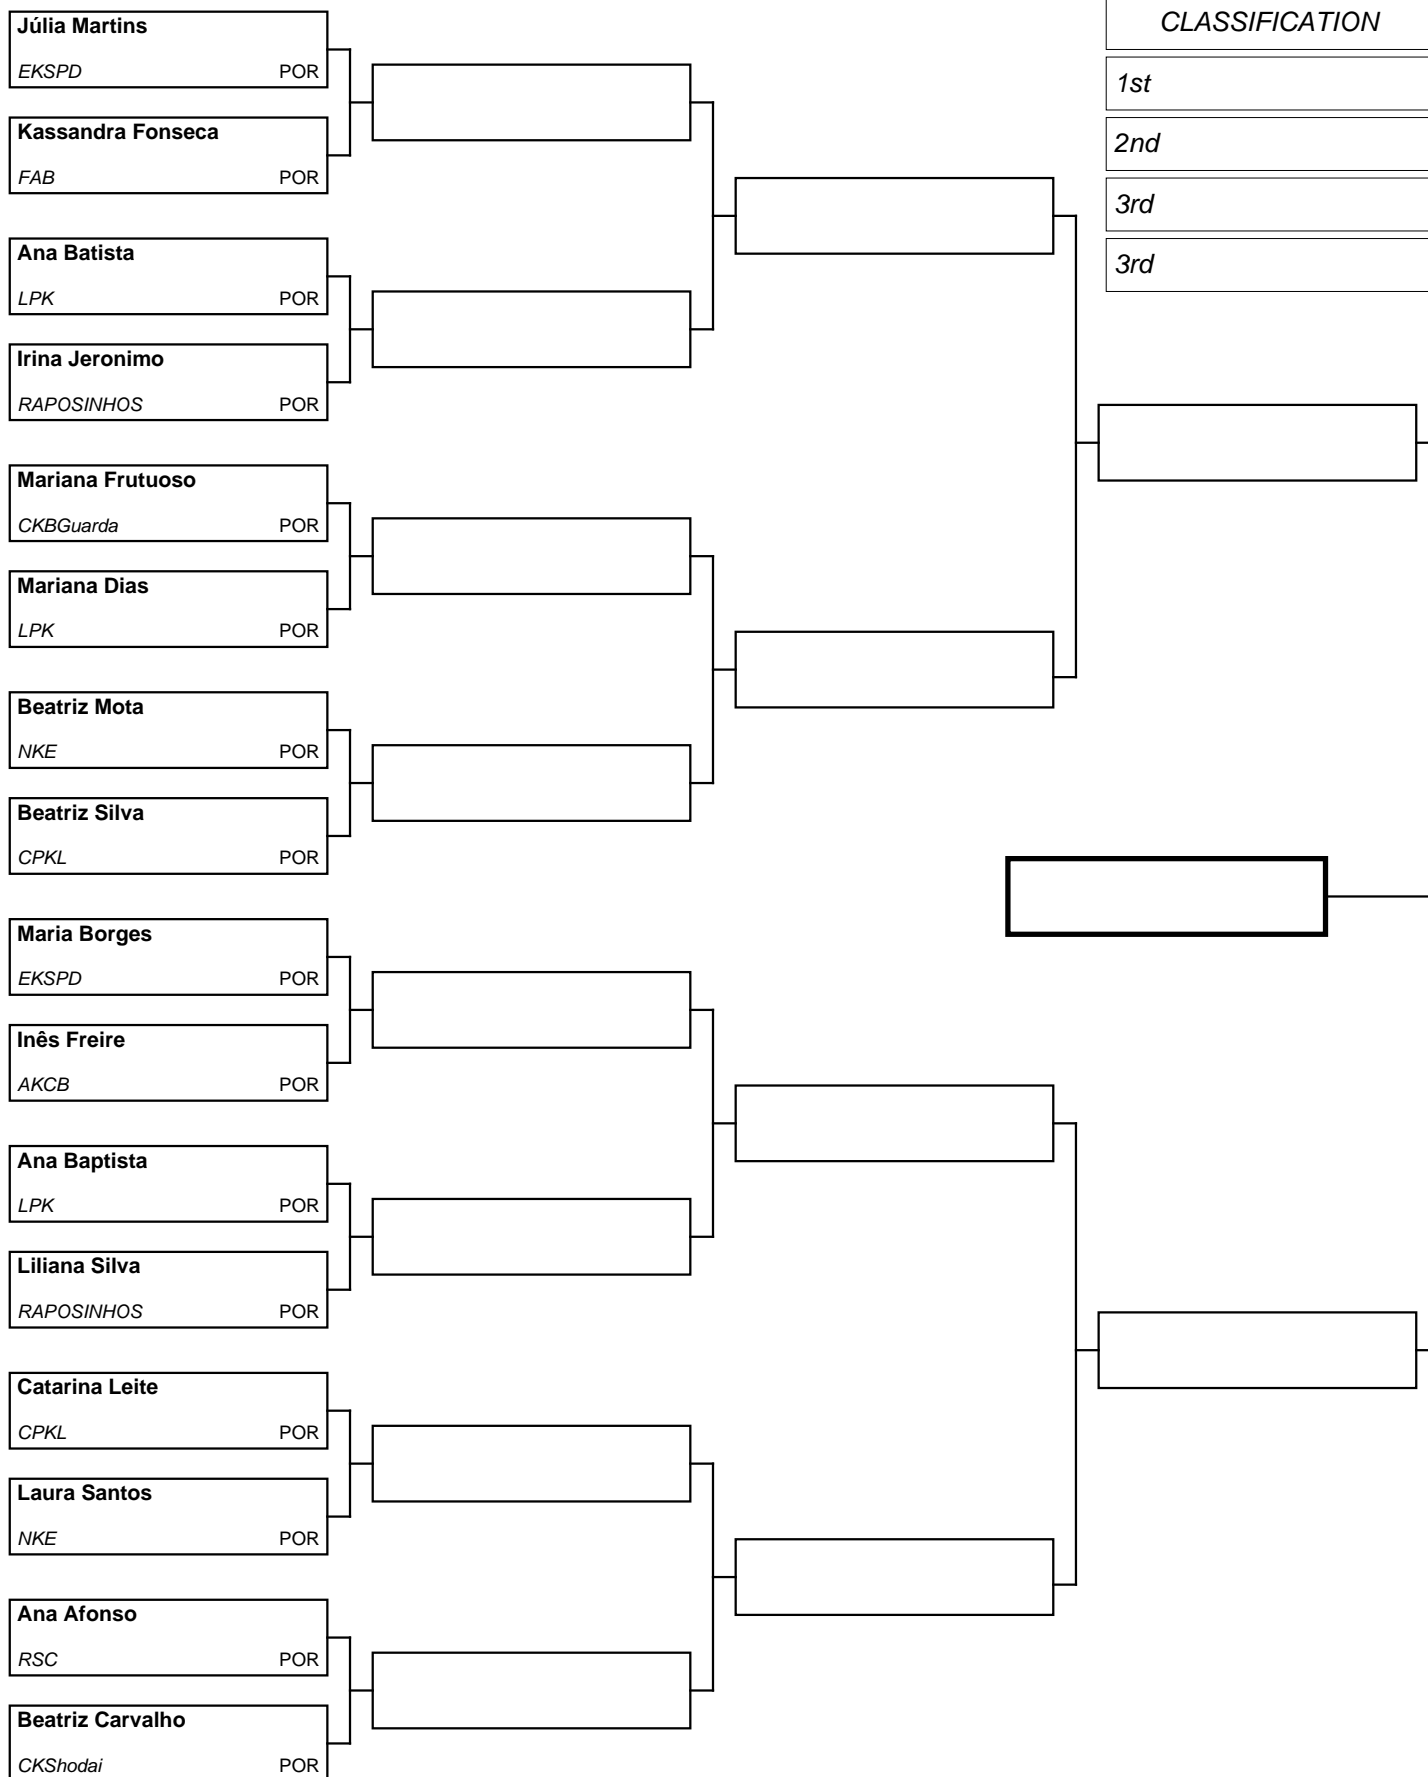 Júlia Martins
EKSPD POR
Kassandra Fonseca
FAB POR
Ana Batista
LPK POR
Irina Jeronimo
RAPOSINHOS POR
Mariana Frutuoso
CKBGuarda POR
Mariana Dias
LPK POR
Beatriz Mota
NKE POR
Beatriz Silva
CPKL POR
Maria Borges
EKSPD POR
Inês Freire
AKCB POR
Ana Baptista
LPK POR
Liliana Silva
RAPOSINHOS POR
Catarina Leite
CPKL POR
Laura Santos
NKE POR
Ana Afonso
RSC POR
Beatriz Carvalho
CKShodai POR
CLASSIFICATION
1st
2nd
3rd
3rd